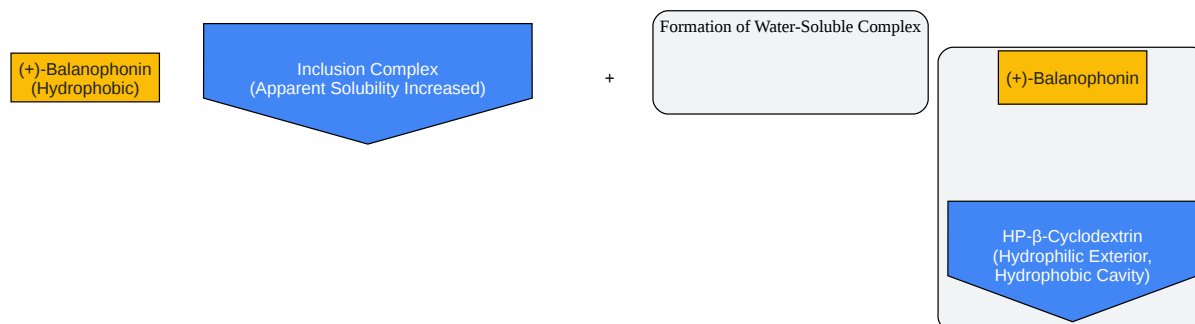 (+)-Balanophonin
(Hydrophobic)
Inclusion Complex
(Apparent Solubility Increased)
+
Formation of Water-Soluble Complex
(+)-Balanophonin
HP-β-Cyclodextrin
(Hydrophilic Exterior,
Hydrophobic Cavity)